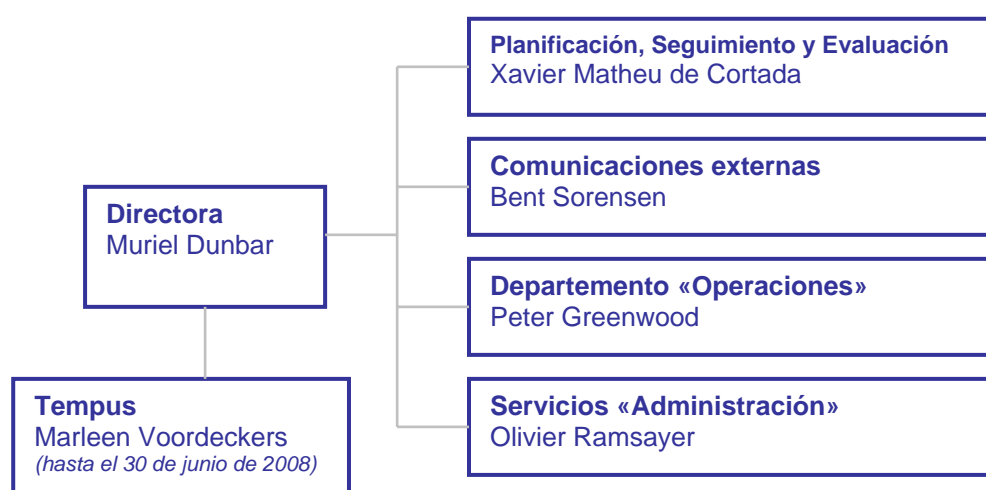 Planificación, Seguimiento y Evaluación
Xavier Matheu de Cortada
Comunicaciones externas
Bent Sorensen
Directora
Muriel Dunbar
Departemento «Operaciones»
Peter Greenwood
Tempus
Marleen Voordeckers
(hasta el 30 de junio de 2008)
Servicios «Administración»
Olivier Ramsayer